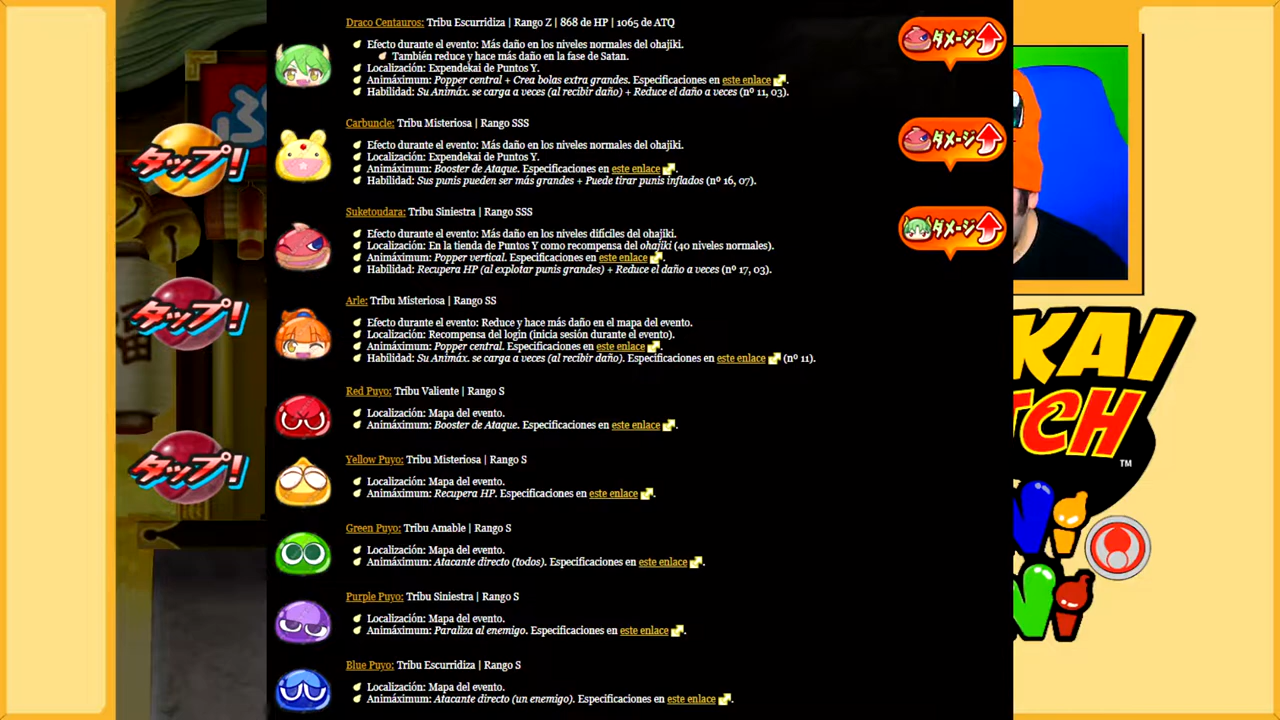 Draco Centauros: Tribu Escurridiza | Rango Z | 868 de HP | 1065 de ATQ
Efecto durante el evento: Más daño en los niveles normales del ohajiki.
También reduce y hace más daño en la fase de Satan.
Localización: Expendekai de Puntos Y.
Animáximum: Popper central + Crea bolas extra grandes. Especificaciones en este enlace.
Habilidad: Su Animáx. se carga a veces (al recibir daño) + Reduce el daño a veces (nº 11, 03).
ダメージ
Carbuncle: Tribu Misteriosa | Rango SSS
Efecto durante el evento: Más daño en los niveles normales del ohajiki.
Localización: Expendekai de Puntos Y.
Animáximum: Booster de Ataque. Especificaciones en este enlace.
Habilidad: Sus punis pueden ser más grandes + Puede tirar punis inflados (nº 16, 07).
ダメージ
タップ!
Suketoudara: Tribu Siniestra | Rango SSS
Efecto durante el evento: Más daño en los niveles difíciles del ohajiki.
Localización: En la tienda de Puntos Y como recompensa del ohajiki (40 niveles normales).
Animáximum: Popper vertical. Especificaciones en este enlace.
Habilidad: Recupera HP (al explotar punis grandes) + Reduce el daño a veces (nº 17, 03).
ダメージ
Arle: Tribu Misteriosa | Rango SS
Efecto durante el evento: Reduce y hace más daño en el mapa del evento.
Localización: Recompensa del login (inicia sesión durante el evento).
Animáximum: Popper central. Especificaciones en este enlace.
Habilidad: Su Animáx. se carga a veces (al recibir daño). Especificaciones en este enlace (nº 11).
タップ!
Red Puyo: Tribu Valiente | Rango S
Localización: Mapa del evento.
Animáximum: Booster de Ataque. Especificaciones en este enlace.
KAI
TCH
TM
Yellow Puyo: Tribu Misteriosa | Rango S
Localización: Mapa del evento.
Animáximum: Recupera HP. Especificaciones en este enlace.
タップ!
Green Puyo: Tribu Amable | Rango S
Localización: Mapa del evento.
Animáximum: Atacante directo (todos). Especificaciones en este enlace.
Purple Puyo: Tribu Siniestra | Rango S
Localización: Mapa del evento.
Animáximum: Paraliza al enemigo. Especificaciones en este enlace.
Blue Puyo: Tribu Escurridiza | Rango S
Localización: Mapa del evento.
Animáximum: Atacante directo (un enemigo). Especificaciones en este enlace.